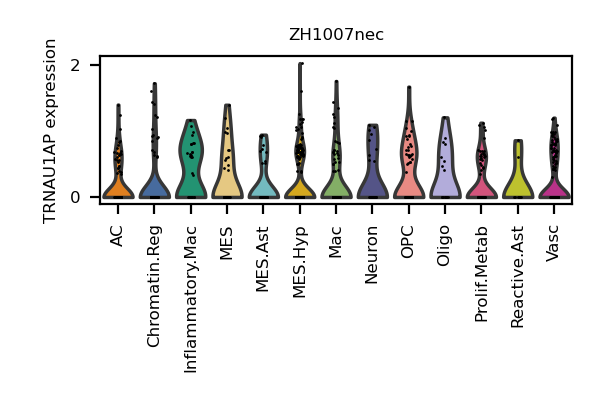 ZH1007nec
TRNAU1AP expression
2
0
AC
Chromatin.Reg
Inflammatory.Mac
MES
MES.Ast
MES.Hyp
Mac
Neuron
OPC
Oligo
Prolif.Metab
Reactive.Ast
Vasc